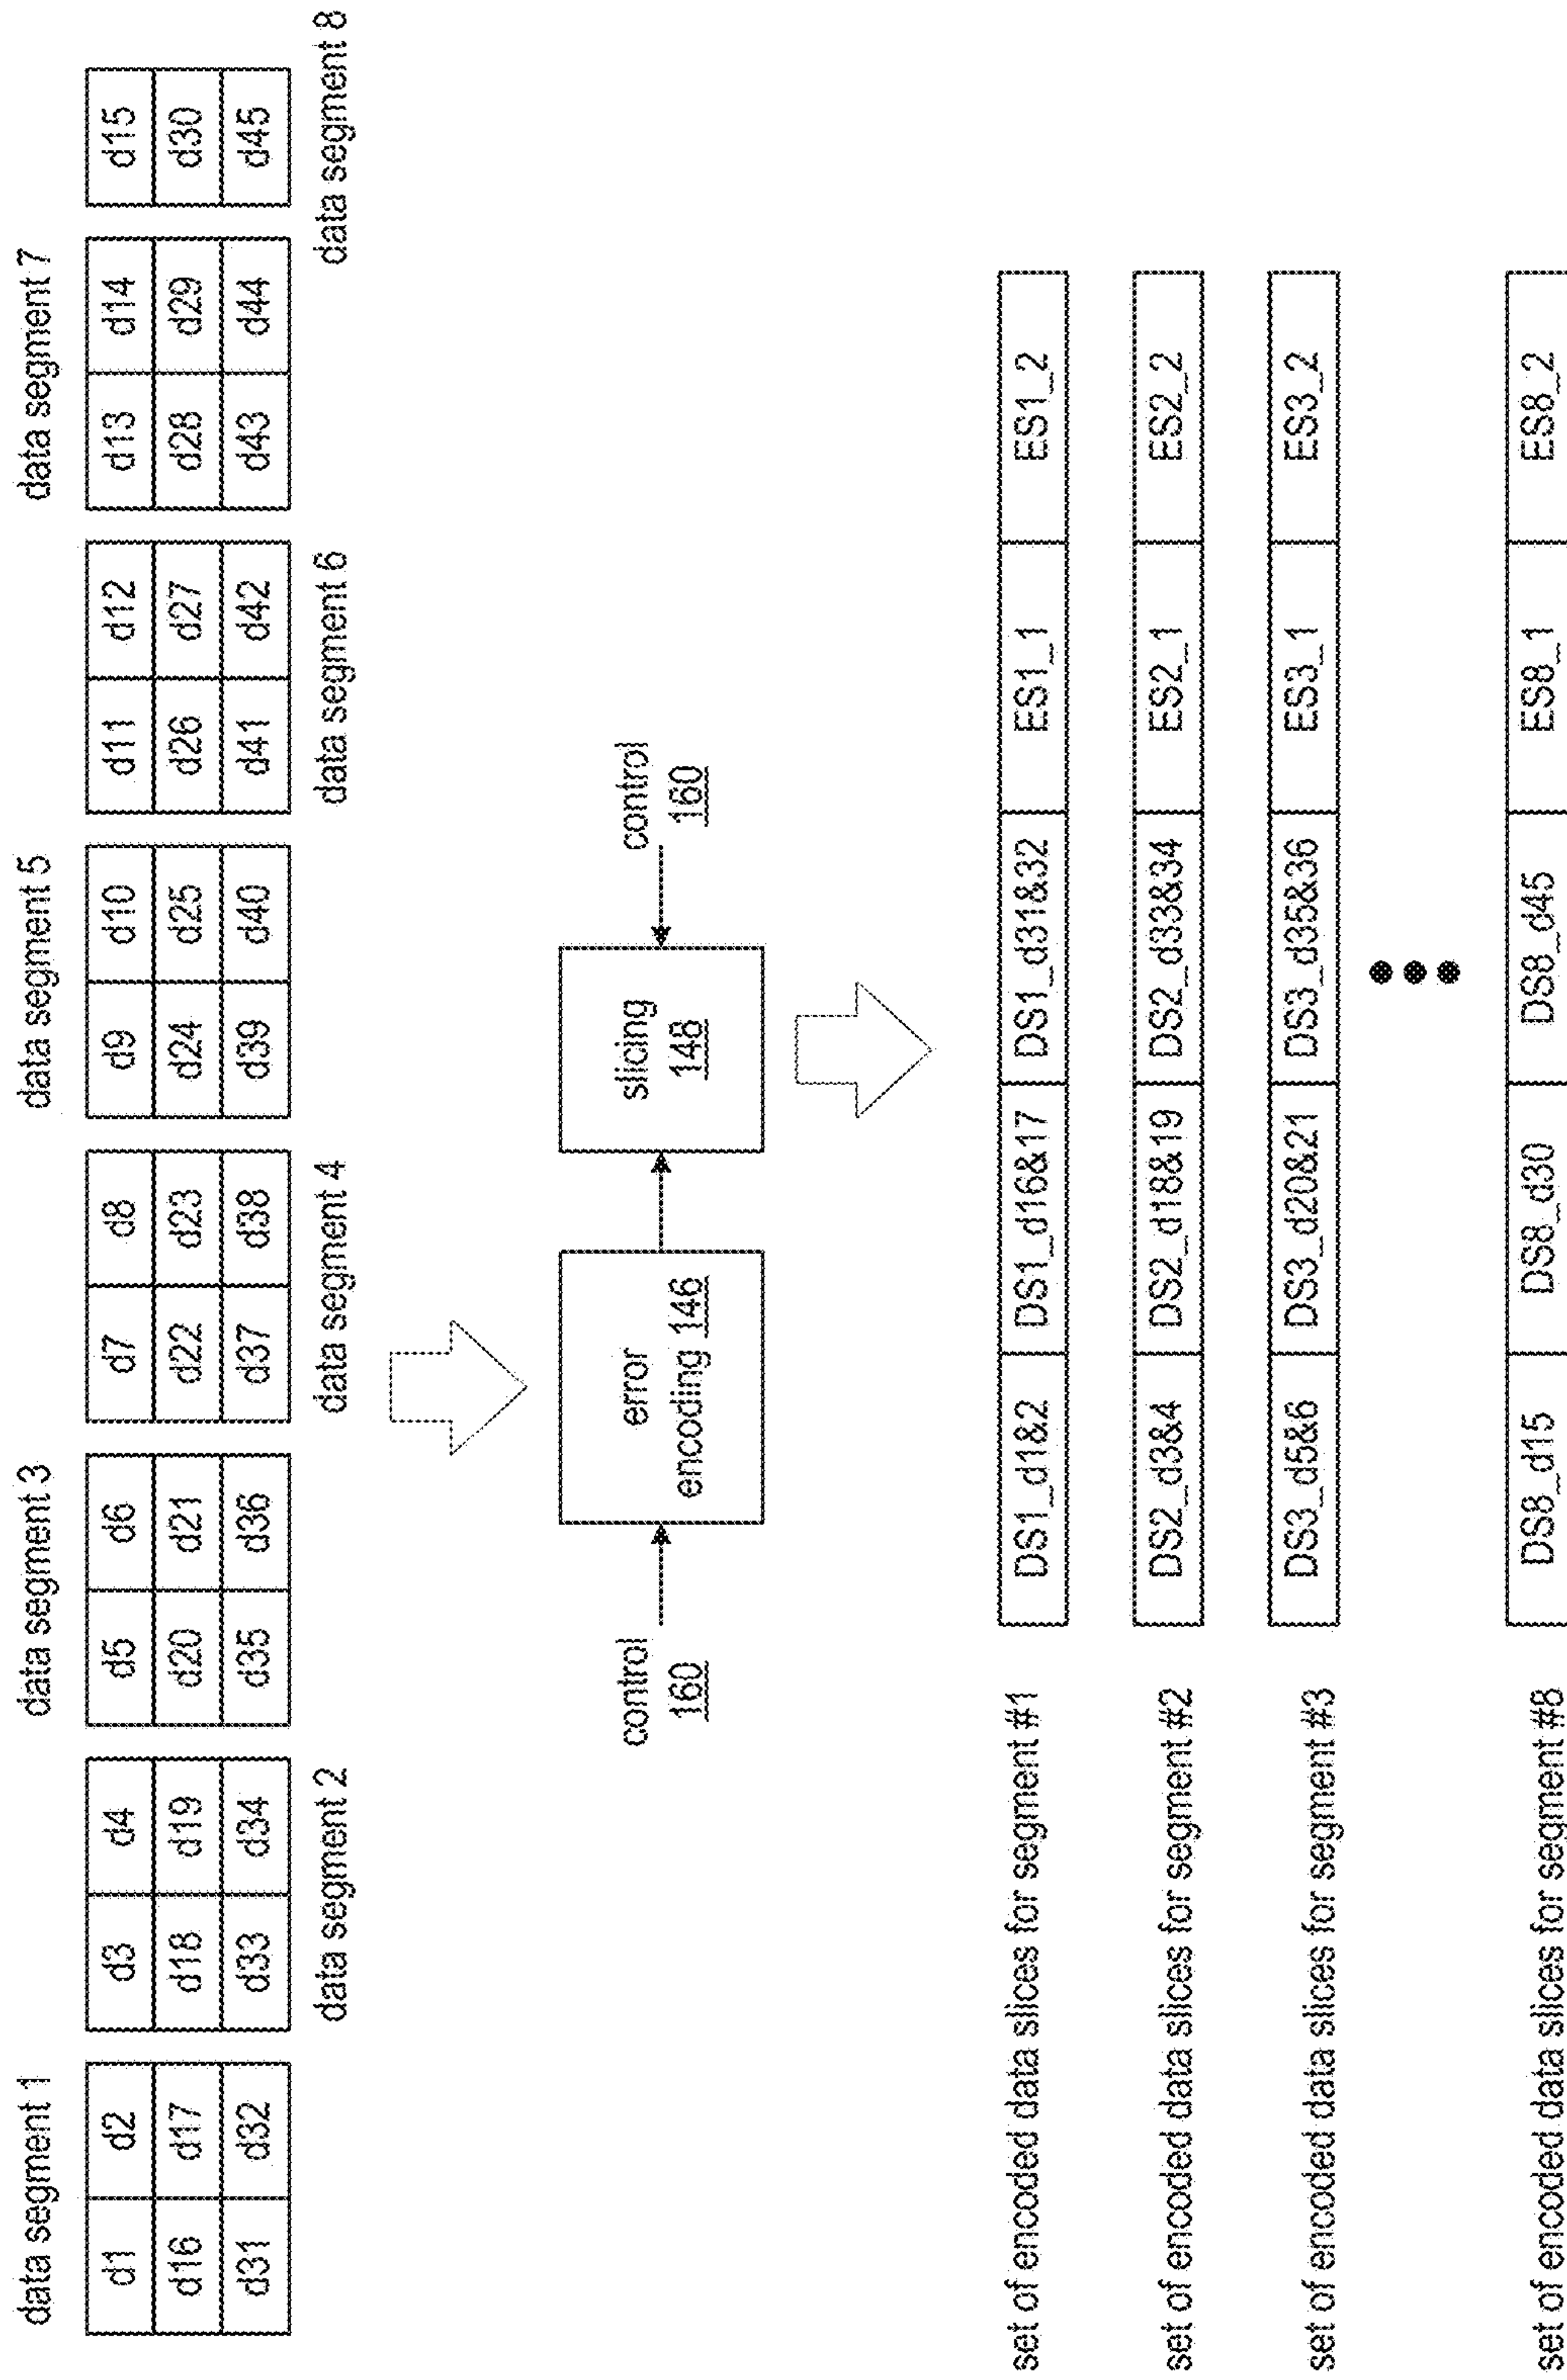 data segment 1
data segment 3
data segment 5
data segment 7
d1 d2 d3 d4 d5 d6 d7 d8 d9 d10 d11 d12 d13 d14 d15
d16 d17 d18 d19 d20 d21 d22 d23 d24 d25 d26 d27 d28 d29 d30
d31 d32 d33 d34 d35 d36 d37 d38 d39 d40 d41 d42 d43 d44 d45
data segment 2
data segment 4
data segment 6
data segment 8
control
160
error
encoding 146
slicing
148
control
160
set of encoded data slices for segment #1 DS1_d1&2 DS1_d16&17 DS1_d31&32 ES1_1 ES1_2
set of encoded data slices for segment #2 DS2_d3&4 DS2_d18&19 DS2_d33&34 ES2_1 ES2_2
set of encoded data slices for segment #3 DS3_d5&6 DS3_d20&21 DS3_d35&36 ES3_1 ES3_2
set of encoded data slices for segment #8 DS8_d15 DS8_d30 DS8_d45 ES8_1 ES8_2